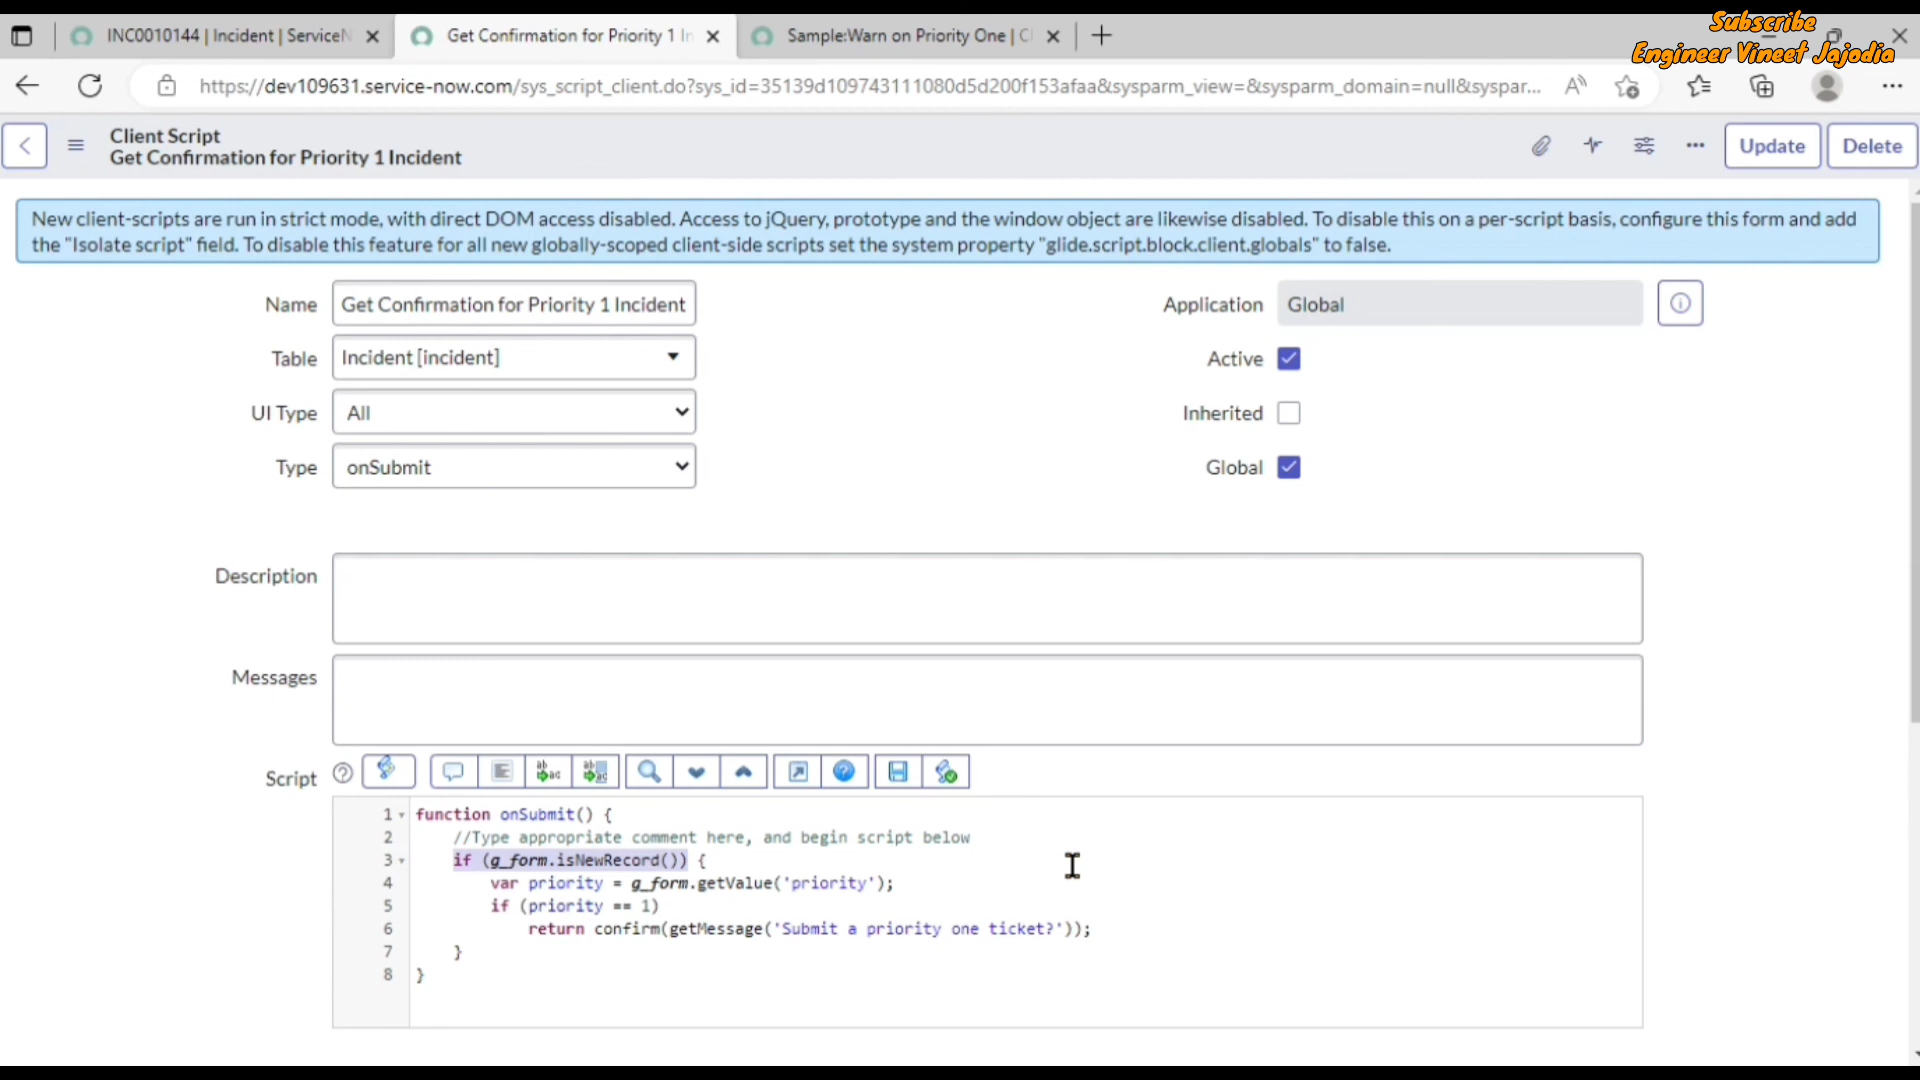 Subscribe
Engineer Vineet Jajodia
INC0010144 | Incident | ServiceN
Get Confirmation for Priority 1 In
Sample:Warn on Priority One | Cl
https://dev109631.service-now.com/sys_script_client.do?sys_id=35139d109743111080d5d200f153afaa&sysparm_view=&sysparm_domain=null&syspar...
Client Script
Get Confirmation for Priority 1 Incident
Update
Delete
New client-scripts are run in strict mode, with direct DOM access disabled. Access to jQuery, prototype and the window object are likewise disabled. To disable this on a per-script basis, configure this form and add
the "Isolate script" field. To disable this feature for all new globally-scoped client-side scripts set the system property "glide.script.block.client.globals" to false.
Name
Get Confirmation for Priority 1 Incident
Application
Global
Table
Incident [incident]
Active
UI Type
All
Inherited
Type
onSubmit
Global
Description
Messages
Script
1 function onSubmit() {
2 //Type appropriate comment here, and begin script below
3 if (g_form.isNewRecord()) {
4 var priority = g_form.getValue('priority');
5 if (priority == 1)
6 return confirm(getMessage('Submit a priority one ticket?'));
7 }
8 }